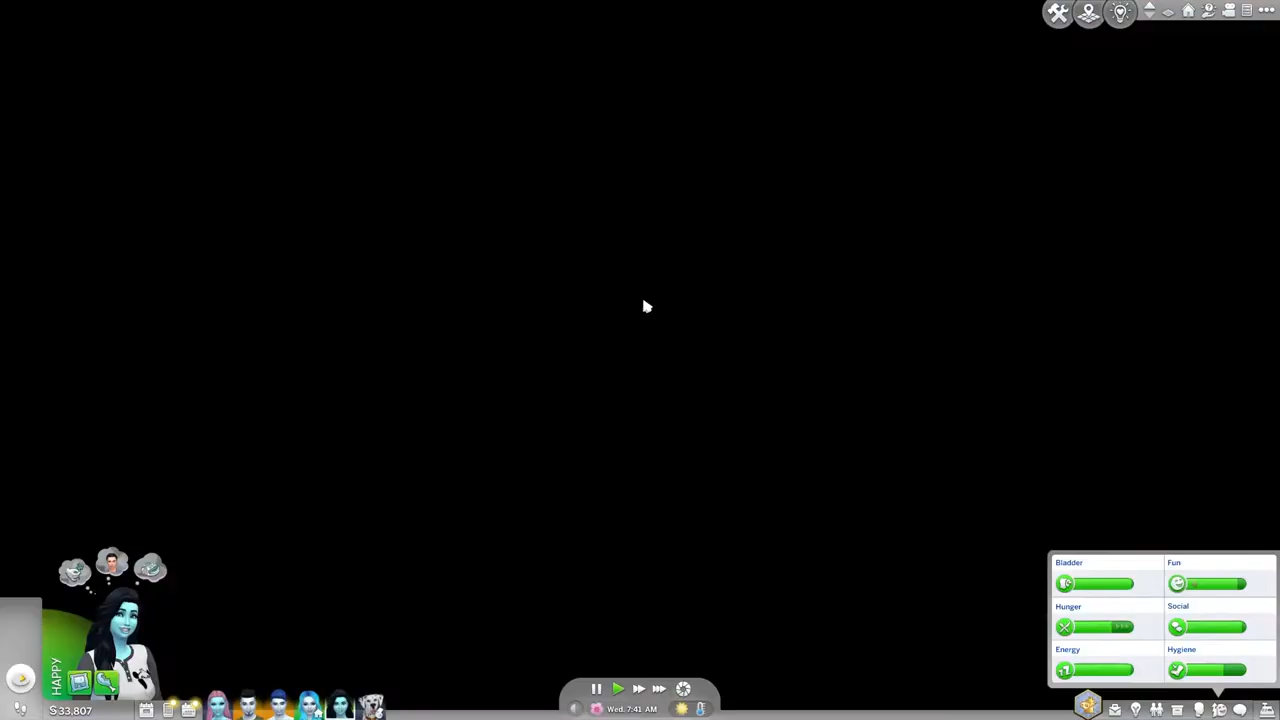 Bladder
Fun
Hunger
Social
Energy
Hygiene
HAPPY
§33,807
Wed. 7:41 AM